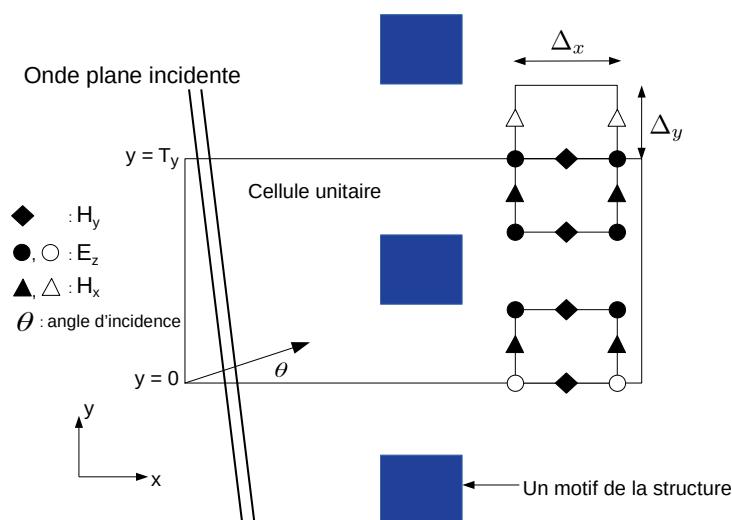 Δx
Onde plane incidente
Δy
y = Ty
Cellule unitaire
: Hy
, : Ez
, : Hx
θ : angle d'incidence
θ
y = 0
y
x
Un motif de la structure